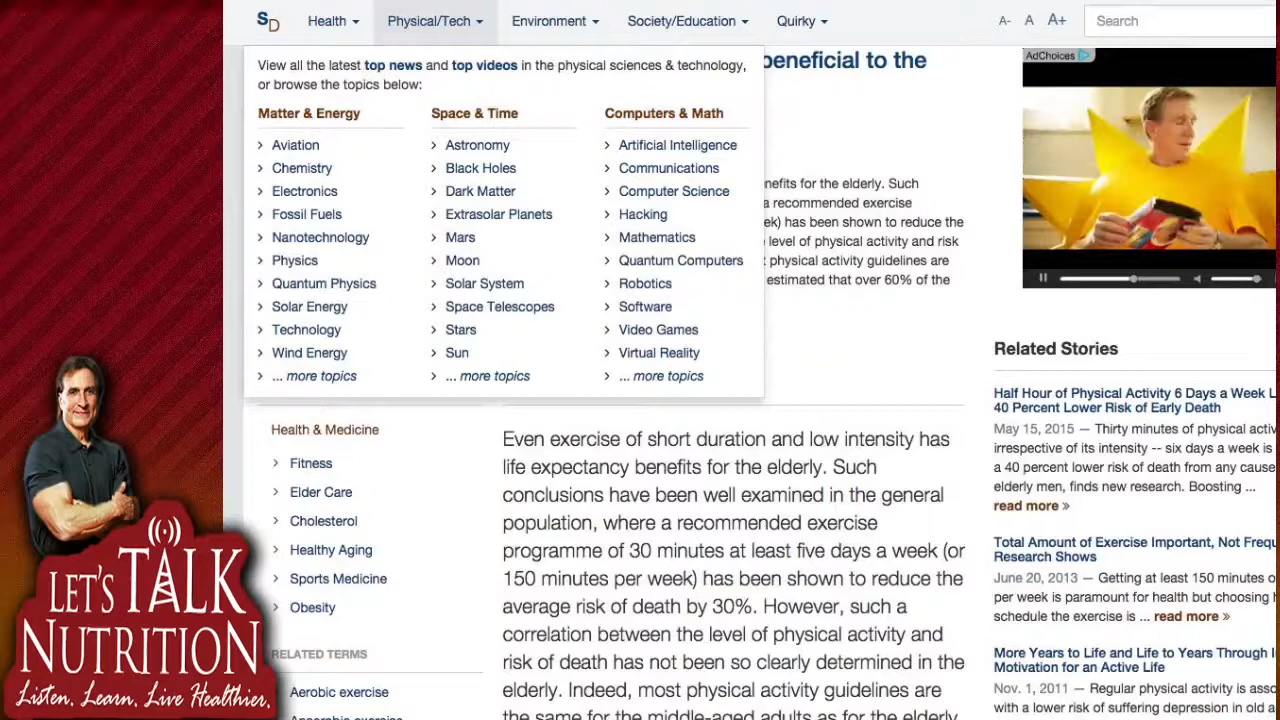 SD Health Physical/Tech Environment Society/Education Quirky A- A A+ Search
View all the latest top news and top videos in the physical sciences & technology,
or browse the topics below:
Matter & Energy
Aviation
Chemistry
Electronics
Fossil Fuels
Nanotechnology
Physics
Quantum Physics
Solar Energy
Technology
Wind Energy
... more topics
Space & Time
Astronomy
Black Holes
Dark Matter
Extrasolar Planets
Mars
Moon
Solar System
Space Telescopes
Stars
Sun
... more topics
Computers & Math
Artificial Intelligence
Communications
Computer Science
Hacking
Mathematics
Quantum Computers
Robotics
Software
Video Games
Virtual Reality
... more topics
beneficial to the
nefits for the elderly. Such
a recommended exercise
ek) has been shown to reduce the
level of physical activity and risk
physical activity guidelines are
estimated that over 60% of the
AdChoices
Health & Medicine
Fitness
Elder Care
Cholesterol
Healthy Aging
Sports Medicine
Obesity
RELATED TERMS
Aerobic exercise
Anaerobic exercise
Even exercise of short duration and low intensity has
life expectancy benefits for the elderly. Such
conclusions have been well examined in the general
population, where a recommended exercise
programme of 30 minutes at least five days a week (or
150 minutes per week) has been shown to reduce the
average risk of death by 30%. However, such a
correlation between the level of physical activity and
risk of death has not been so clearly determined in the
elderly. Indeed, most physical activity guidelines are
the same for the middle-aged adults as for the elderly
Related Stories
Half Hour of Physical Activity 6 Days a Week L
40 Percent Lower Risk of Early Death
May 15, 2015 — Thirty minutes of physical activ
irrespective of its intensity -- six days a week is
a 40 percent lower risk of death from any cause
elderly men, finds new research. Boosting ...
read more »
Total Amount of Exercise Important, Not Frequ
Research Shows
June 20, 2013 — Getting at least 150 minutes o
per week is paramount for health but choosing h
schedule the exercise is ... read more »
More Years to Life and Life to Years Through I
Motivation for an Active Life
Nov. 1, 2011 — Regular physical activity is asso
with a lower risk of suffering depression in old a
LET'S TALK
NUTRITION
Listen. Learn. Live Healthier.